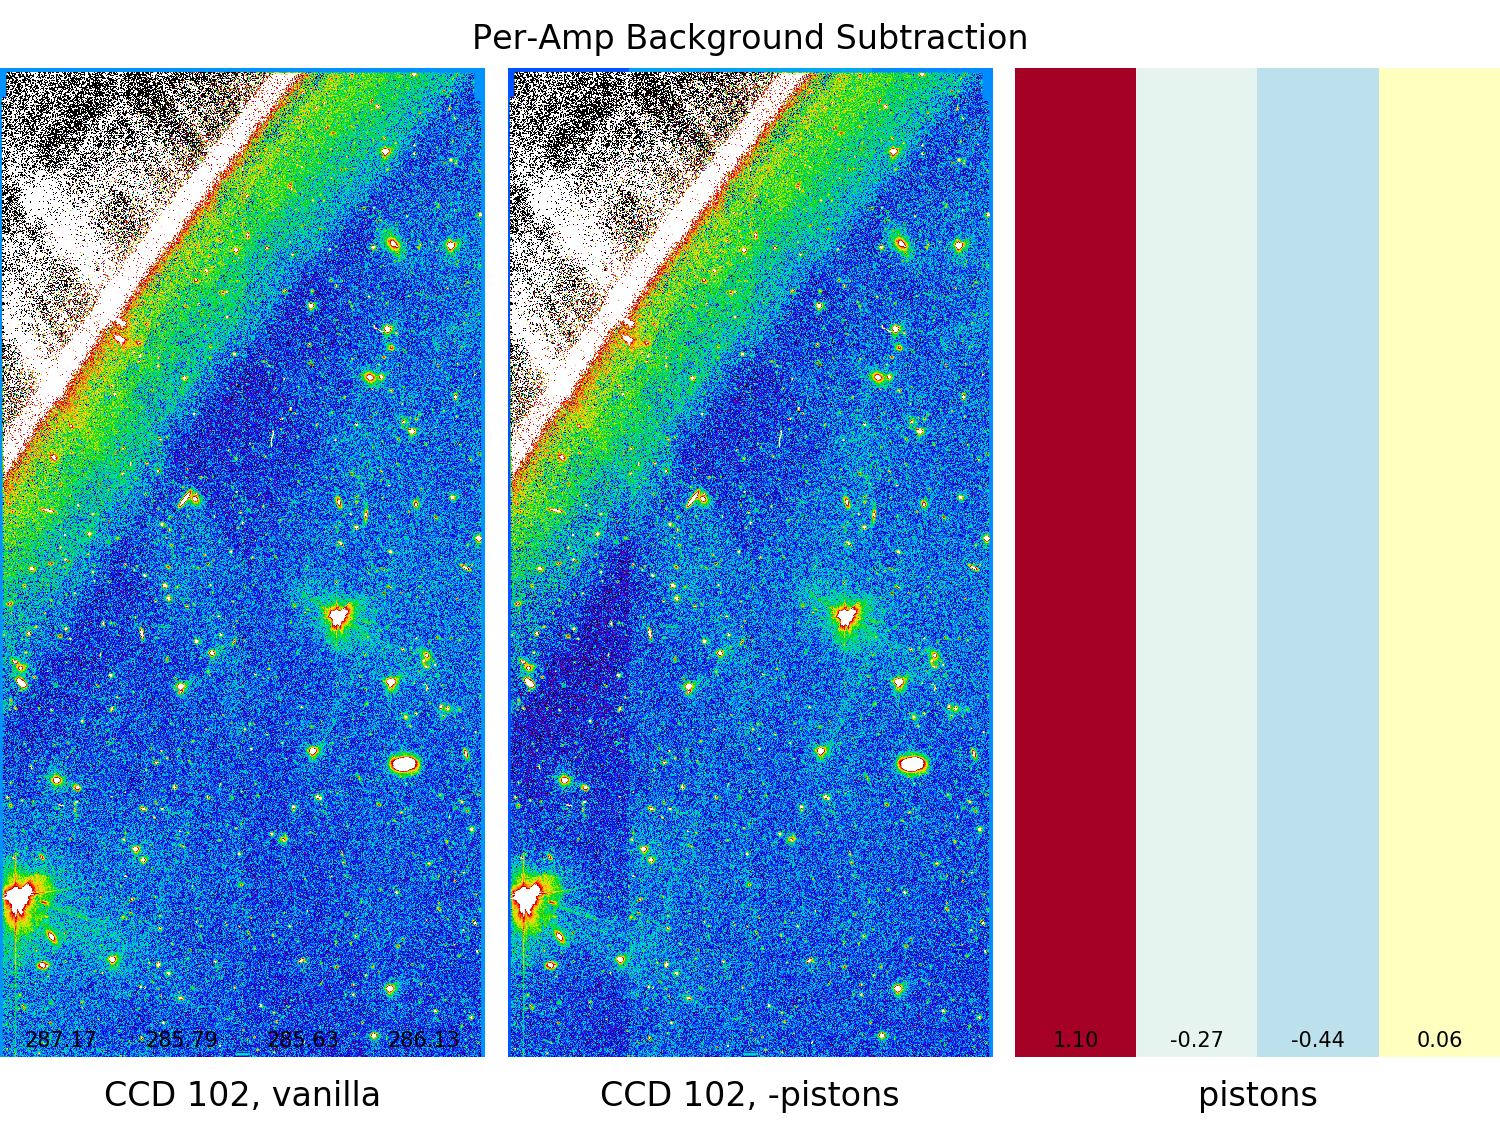 Per-Amp Background Subtraction
287.17 285.79 285.63 286.13
1.10 -0.27 -0.44 0.06
CCD 102, vanilla
CCD 102, -pistons
pistons